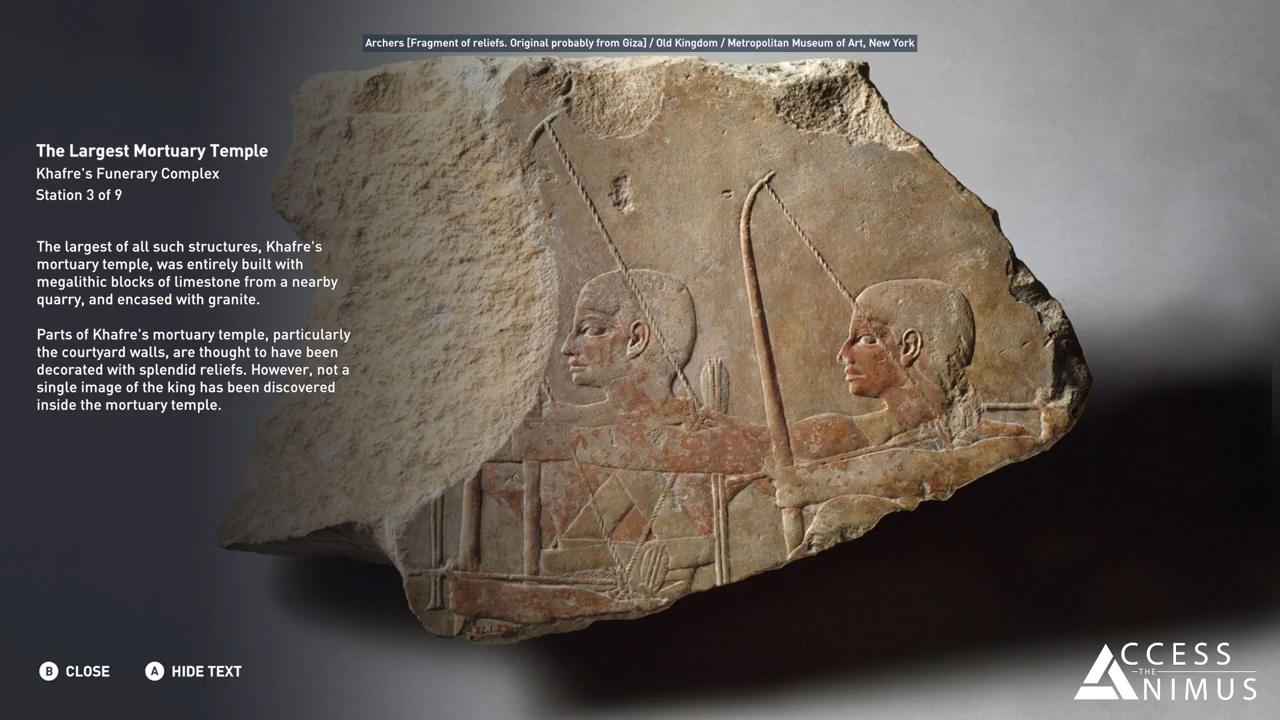 Archers [Fragment of reliefs. Original probably from Giza] / Old Kingdom / Metropolitan Museum of Art, New York
The Largest Mortuary Temple
Khafre's Funerary Complex
Station 3 of 9
The largest of all such structures, Khafre's
mortuary temple, was entirely built with
megalithic blocks of limestone from a nearby
quarry, and encased with granite.
Parts of Khafre's mortuary temple, particularly
the courtyard walls, are thought to have been
decorated with splendid reliefs. However, not a
single image of the king has been discovered
inside the mortuary temple.
B CLOSE A HIDE TEXT
ACCESS
THE
ANIMUS